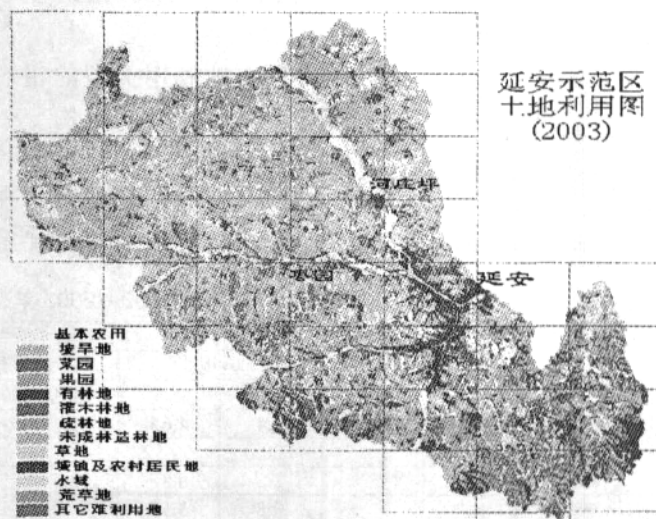 延安示范区
土地利用图
(2003)
河庄坪
枣园
延安
基本农田
坡旱地
菜园
果园
有林地
灌木林地
疏林地
未成林造林地
草地
城镇及农村居民地
水域
荒草地
其它难利用地